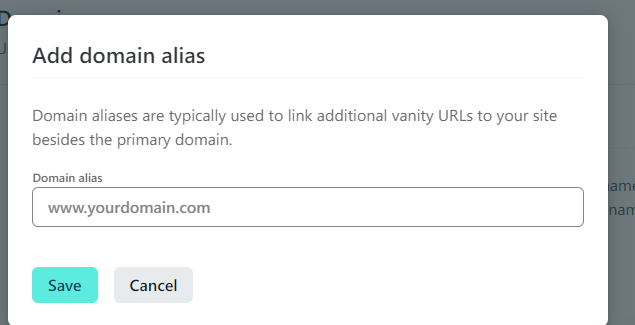 Add domain alias
Domain aliases are typically used to link additional vanity URLs to your site
besides the primary domain.
Domain alias
www.yourdomain.com
Save
Cancel